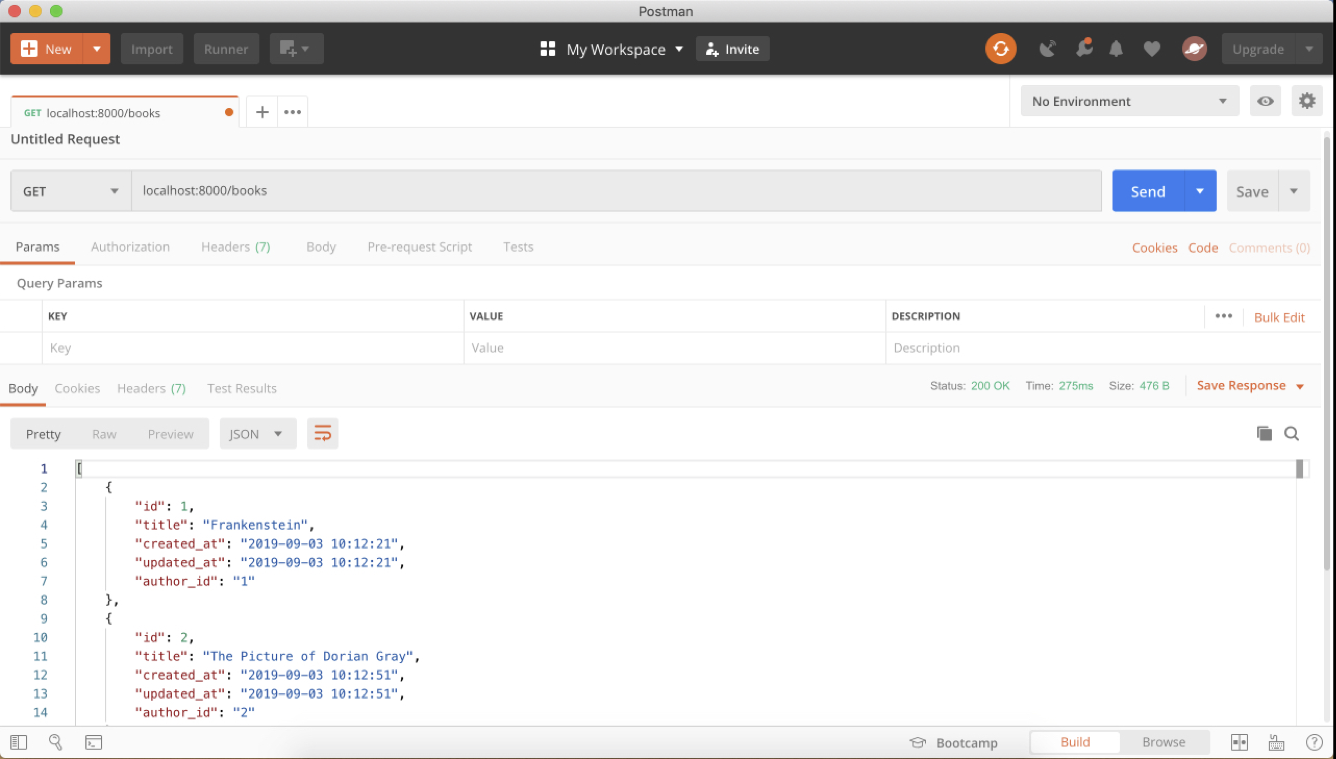 Postman
New Import Runner My Workspace Invite Upgrade
GET localhost:8000/books No Environment
Untitled Request
GET localhost:8000/books Send Save
Params Authorization Headers (7) Body Pre-request Script Tests Cookies Code Comments (0)
Query Params
KEY VALUE DESCRIPTION Bulk Edit
Key Value Description
Body Cookies Headers (7) Test Results Status: 200 OK Time: 275ms Size: 476 B Save Response
Pretty Raw Preview JSON
1 [
2 {
3 "id": 1,
4 "title": "Frankenstein",
5 "created_at": "2019-09-03 10:12:21",
6 "updated_at": "2019-09-03 10:12:21",
7 "author_id": "1"
8 },
9 {
10 "id": 2,
11 "title": "The Picture of Dorian Gray",
12 "created_at": "2019-09-03 10:12:51",
13 "updated_at": "2019-09-03 10:12:51",
14 "author_id": "2"
Bootcamp Build Browse